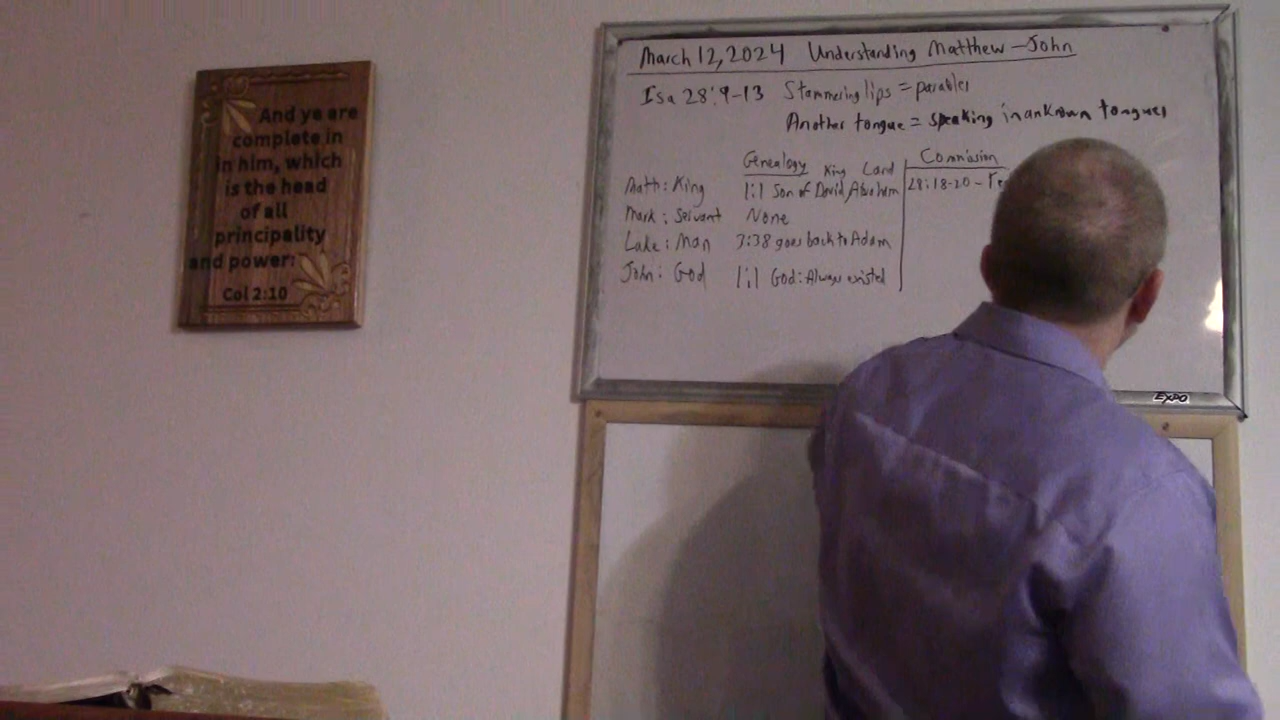 And ye are
complete in
in him, which
is the head
of all
principality
and power:
Col 2:10
March 12, 2024 Understanding Matthew - John
Isa 28:9-13 Stammering lips = parables
Another tongue = speaking in unknown tongues
Genealogy King Land Commission
Matth: King 1:1 Son of David, Abraham 28:18-20 -
Mark: Servant None
Luke: Man 3:38 goes back to Adam
John: God 1:1 God: Always existed
EXPO